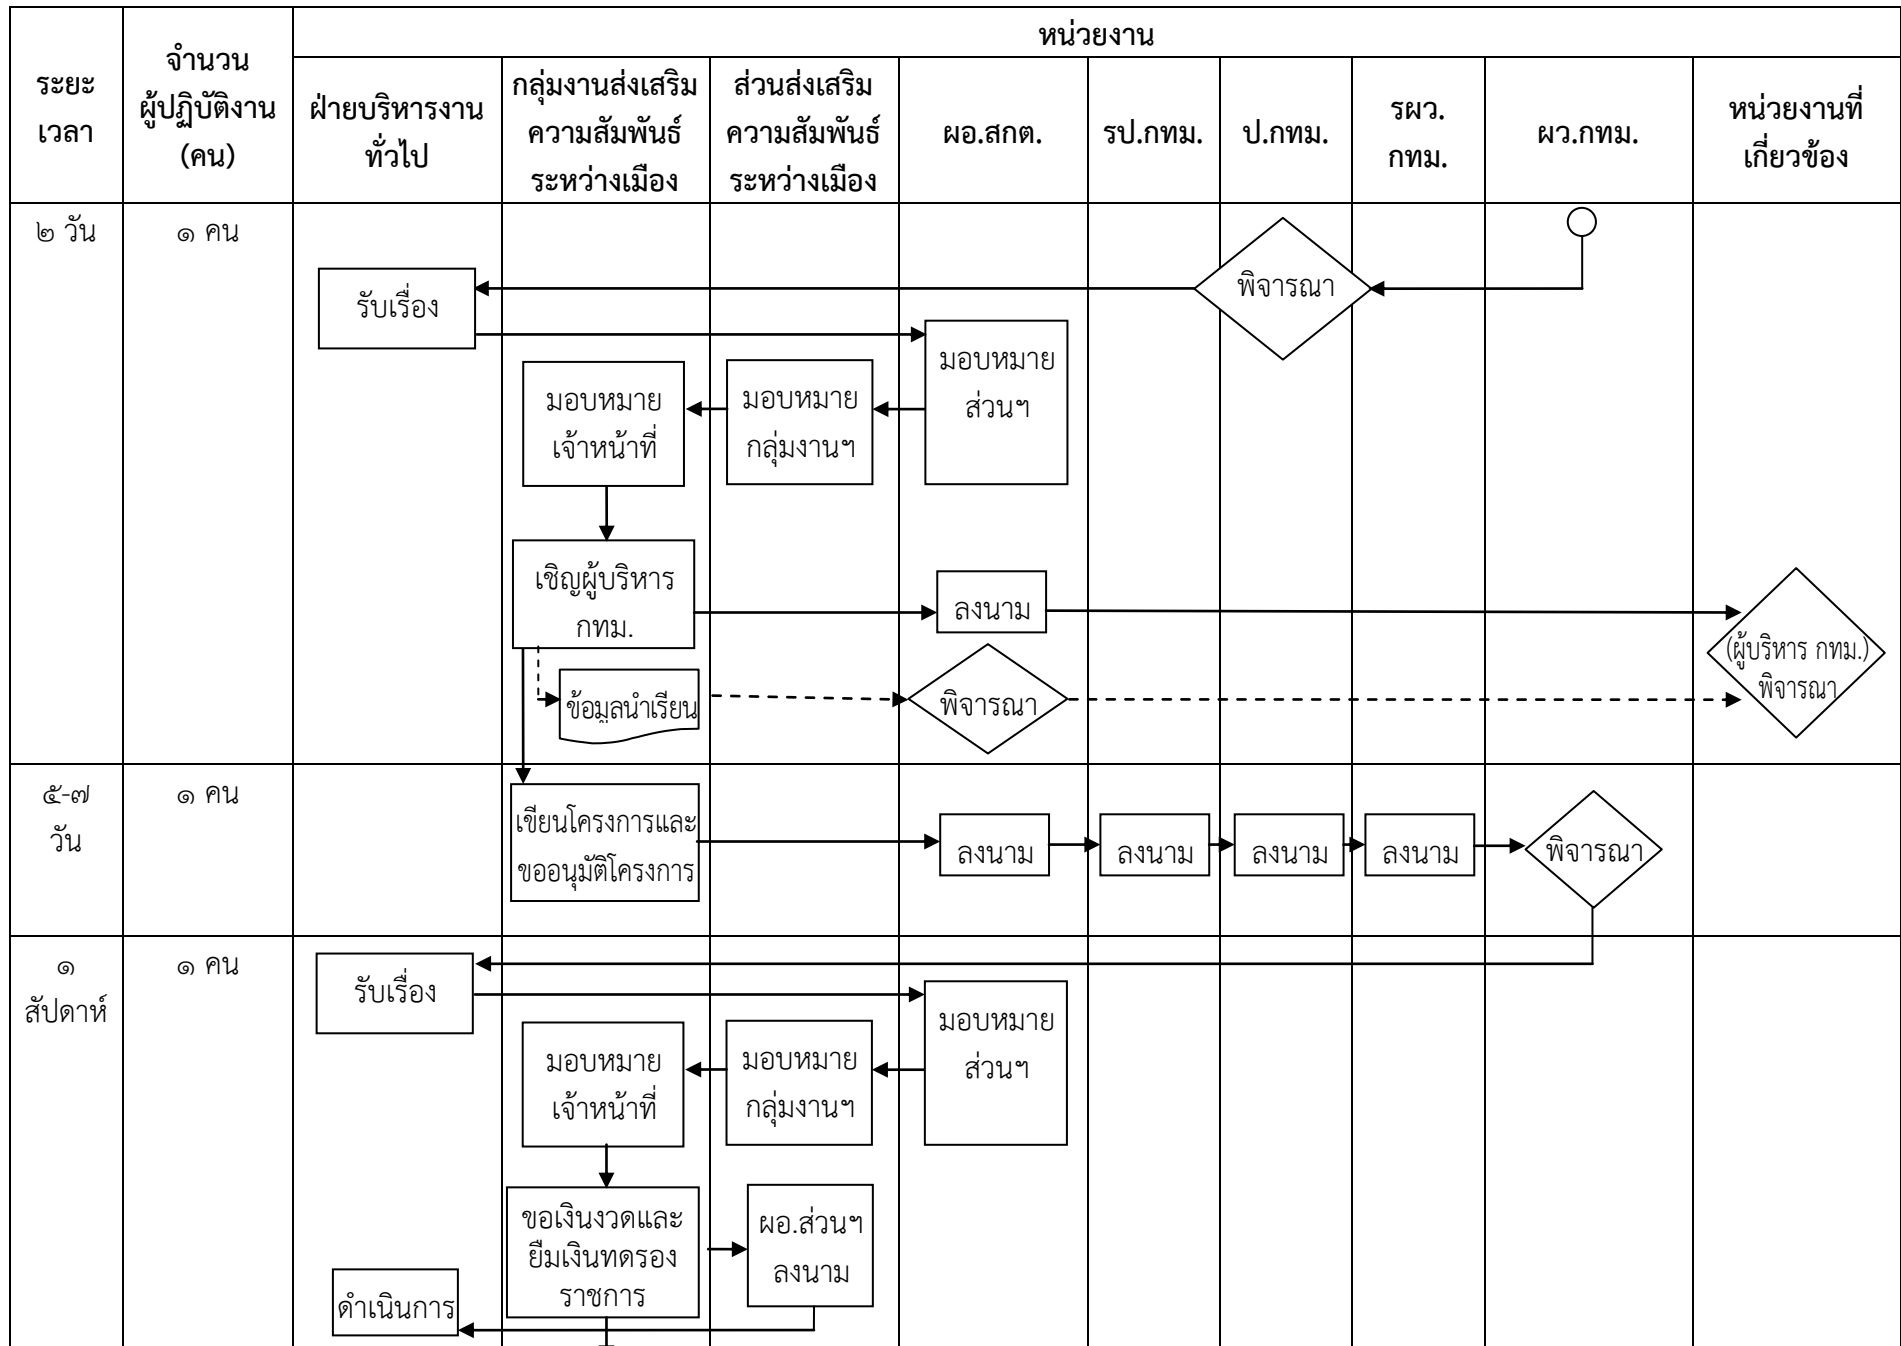 ระยะ
เวลา
จำนวน
ผู้ปฏิบัติงาน
(คน)
หน่วยงาน
ฝ่ายบริหารงาน
ทั่วไป
กลุ่มงานส่งเสริม
ความสัมพันธ์
ระหว่างเมือง
ส่วนส่งเสริม
ความสัมพันธ์
ระหว่างเมือง
ผอ.สกต.
รป.กทม.
ป.กทม.
รผว.
กทม.
ผว.กทม.
หน่วยงานที่
เกี่ยวข้อง
๒ วัน
๑ คน
พิจารณา
รับเรื่อง
มอบหมาย
ส่วนฯ
มอบหมาย
กลุ่มงานฯ
มอบหมาย
เจ้าหน้าที่
เชิญผู้บริหาร
กทม.
ลงนาม
(ผู้บริหาร กทม.)
พิจารณา
ข้อมูลนำเรียน
พิจารณา
๕-๗
วัน
๑ คน
เขียนโครงการและ
ขออนุมัติโครงการ
ลงนาม
ลงนาม
ลงนาม
ลงนาม
พิจารณา
๑
สัปดาห์
๑ คน
รับเรื่อง
มอบหมาย
ส่วนฯ
มอบหมาย
กลุ่มงานฯ
มอบหมาย
เจ้าหน้าที่
ขอเงินงวดและ
ยืมเงินทดรอง
ราชการ
ผอ.ส่วนฯ
ลงนาม
ดำเนินการ